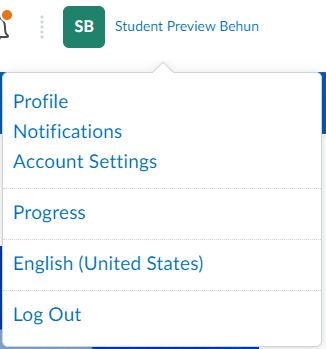 SB Student Preview Behun
Profile
Notifications
Account Settings
Progress
English (United States)
Log Out